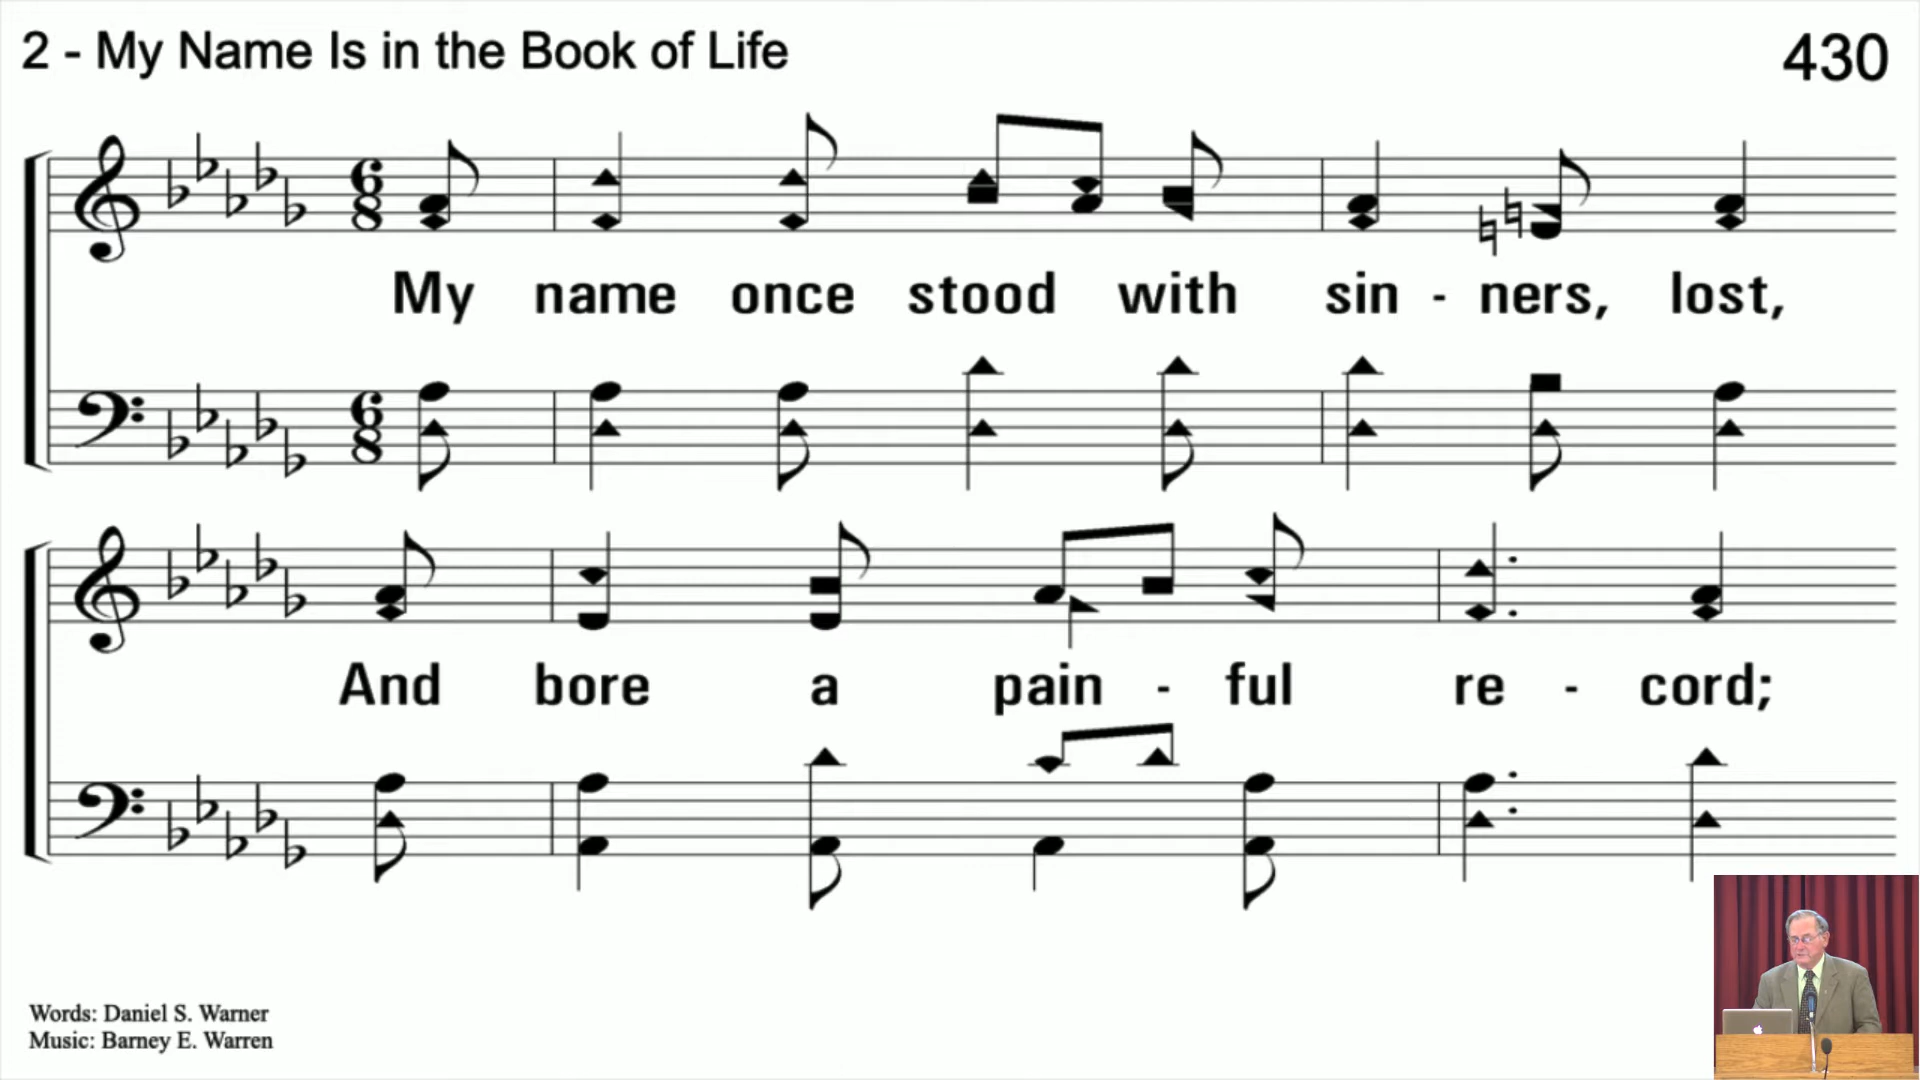 2 - My Name Is in the Book of Life
430
My name once stood with sin - ners, lost,
And bore a pain - ful re - cord;
Words: Daniel S. Warner
Music: Barney E. Warren